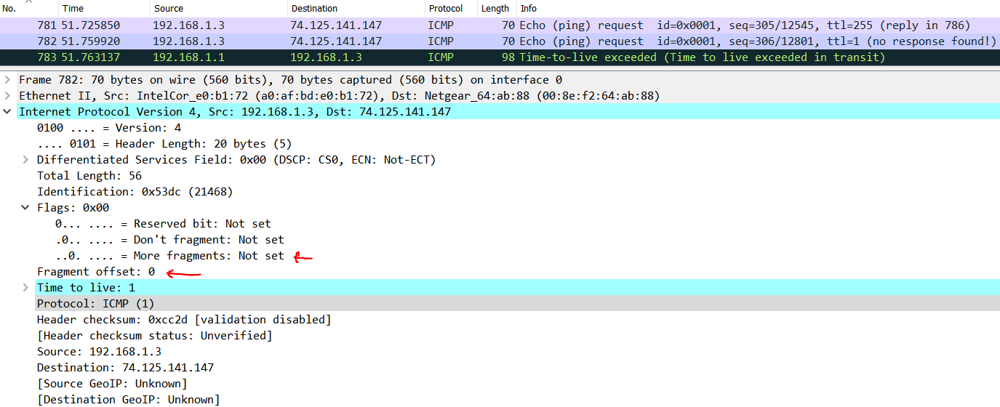 No. Time Source Destination Protocol Length Info
781 51.725850 192.168.1.3 74.125.141.147 ICMP 70 Echo (ping) request id=0x0001, seq=305/12545, ttl=255 (reply in 786)
782 51.759920 192.168.1.3 74.125.141.147 ICMP 70 Echo (ping) request id=0x0001, seq=306/12801, ttl=1 (no response found!)
783 51.763137 192.168.1.1 192.168.1.3 ICMP 98 Time-to-live exceeded (Time to live exceeded in transit)
Frame 782: 70 bytes on wire (560 bits), 70 bytes captured (560 bits) on interface 0
Ethernet II, Src: IntelCor_e0:b1:72 (a0:af:bd:e0:b1:72), Dst: Netgear_64:ab:88 (00:8e:f2:64:ab:88)
Internet Protocol Version 4, Src: 192.168.1.3, Dst: 74.125.141.147
0100 .... = Version: 4
.... 0101 = Header Length: 20 bytes (5)
Differentiated Services Field: 0x00 (DSCP: CS0, ECN: Not-ECT)
Total Length: 56
Identification: 0x53dc (21468)
Flags: 0x00
0... .... = Reserved bit: Not set
.0.. .... = Don't fragment: Not set
..0. .... = More fragments: Not set
Fragment offset: 0
Time to live: 1
Protocol: ICMP (1)
Header checksum: 0xcc2d [validation disabled]
[Header checksum status: Unverified]
Source: 192.168.1.3
Destination: 74.125.141.147
[Source GeoIP: Unknown]
[Destination GeoIP: Unknown]